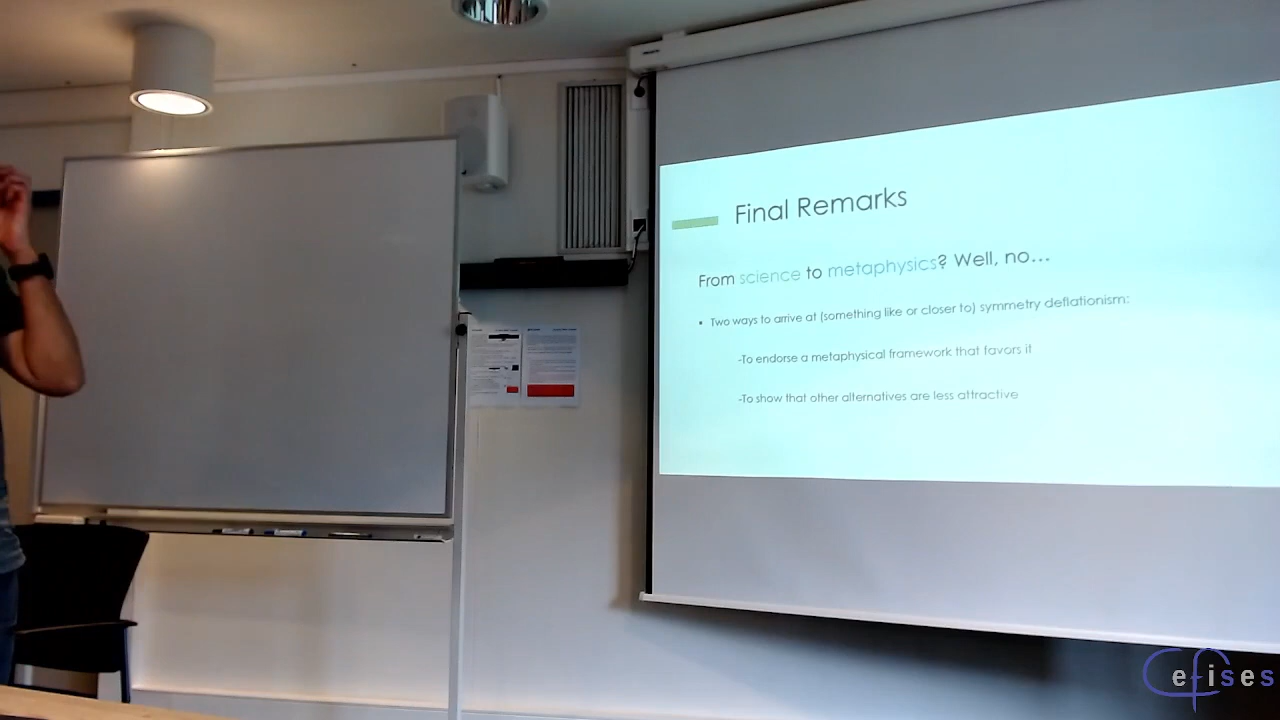 Final Remarks
From science to metaphysics? Well, no...
▪ Two ways to arrive at (something like or closer to) symmetry deflationism:
-To endorse a metaphysical framework that favors it
-To show that other alternatives are less attractive
Cefises